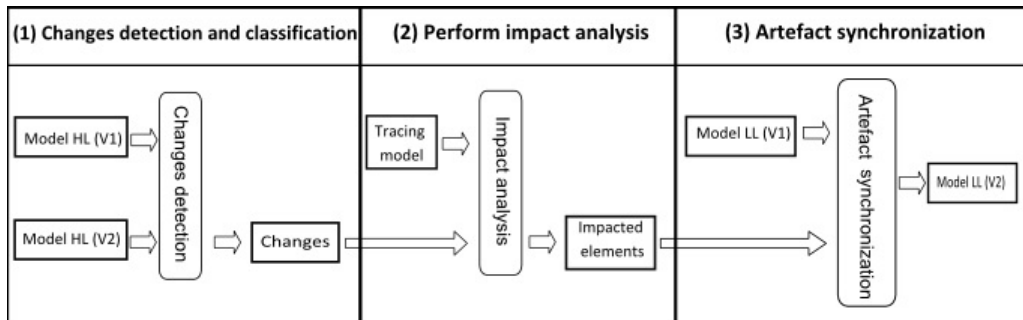 (1) Changes detection and classification
(2) Perform impact analysis
(3) Artefact synchronization
Model HL (V1)
Model HL (V2)
Changes detection
Changes
Tracing
model
Impact analysis
Impacted
elements
Model LL (V1)
Artefact synchronization
Model LL (V2)